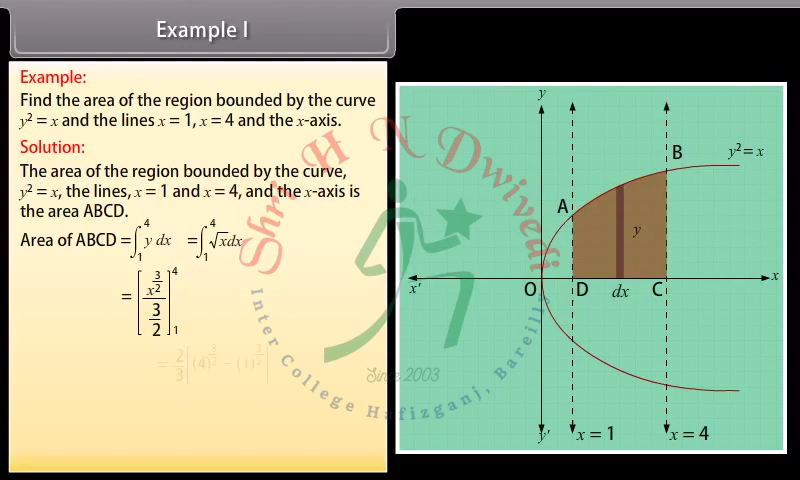 Example I
Example:
Find the area of the region bounded by the curve
y² = x and the lines x = 1, x = 4 and the x-axis.
Solution:
The area of the region bounded by the curve,
y² = x, the lines, x = 1 and x = 4, and the x-axis is
the area ABCD.
Area of ABCD = ∫₁⁴ y dx = ∫₁⁴ √xdx
= [x^(3/2) / (3/2)]₁⁴
= 2/3 [(4)^(3/2) − (1)^(3/2)]
y
B
y² = x
A
y
x' O D dx C x
y' x = 1 x = 4
Shri H N Dwivedi
Inter College Hafizganj, Bareilly
Since 2003